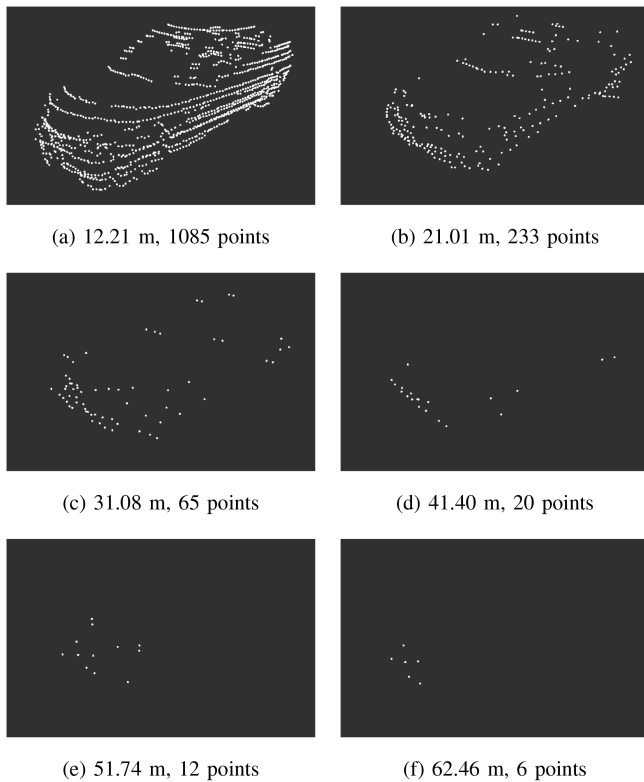 (a) 12.21 m, 1085 points
(b) 21.01 m, 233 points
(c) 31.08 m, 65 points
(d) 41.40 m, 20 points
(e) 51.74 m, 12 points
(f) 62.46 m, 6 points